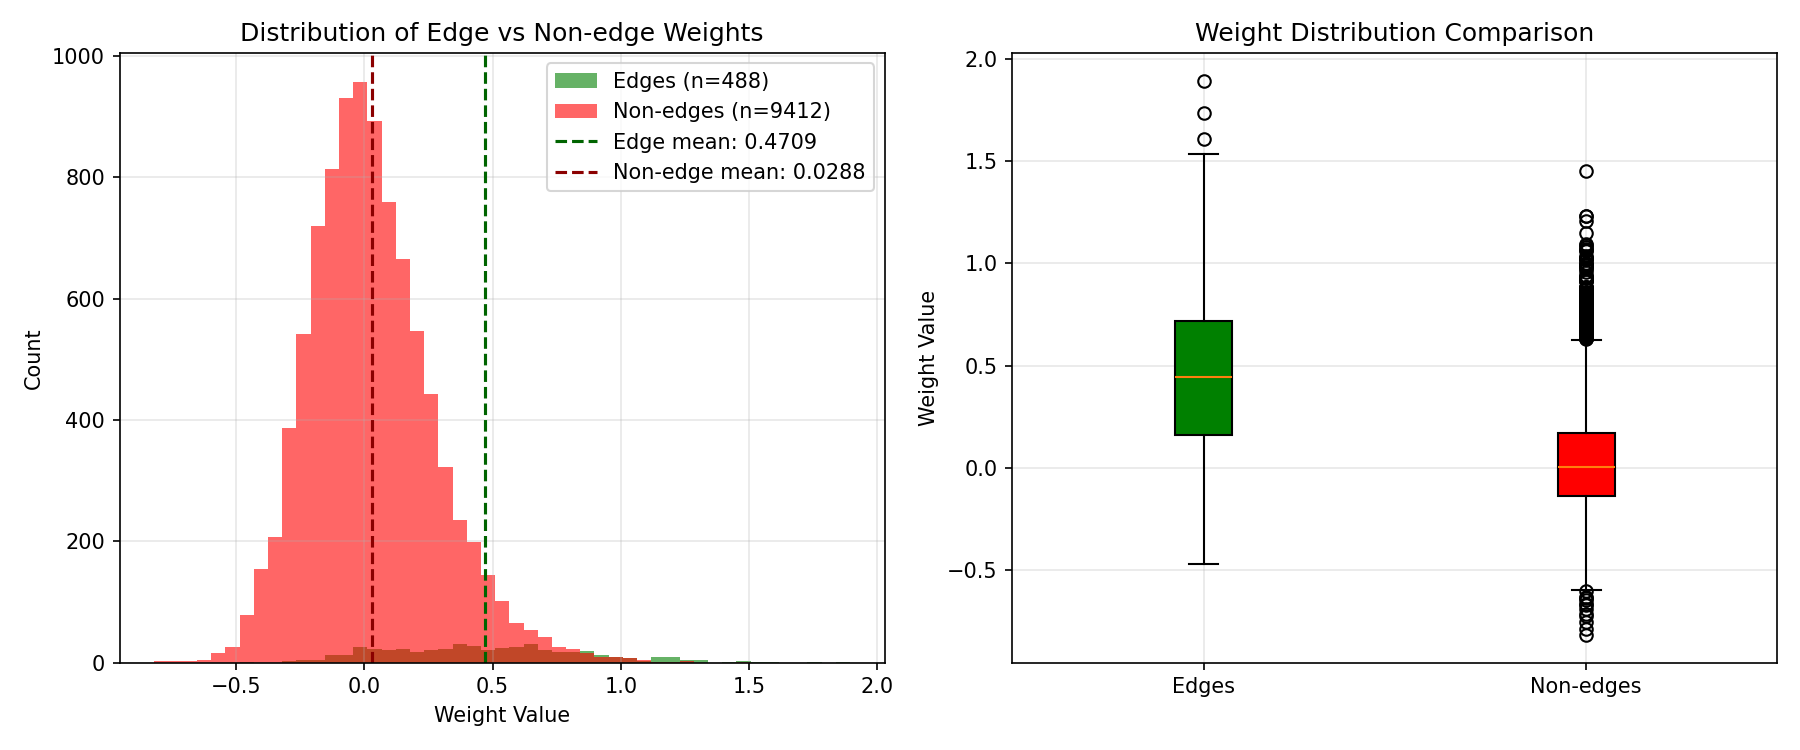 Distribution of Edge vs Non-edge Weights
1000
800
600
400
200
0
Count
Edges (n=488)
Non-edges (n=9412)
Edge mean: 0.4709
Non-edge mean: 0.0288
−0.5
0.0
0.5
1.0
1.5
2.0
Weight Value
Weight Distribution Comparison
2.0
1.5
1.0
0.5
0.0
−0.5
Weight Value
Edges
Non-edges